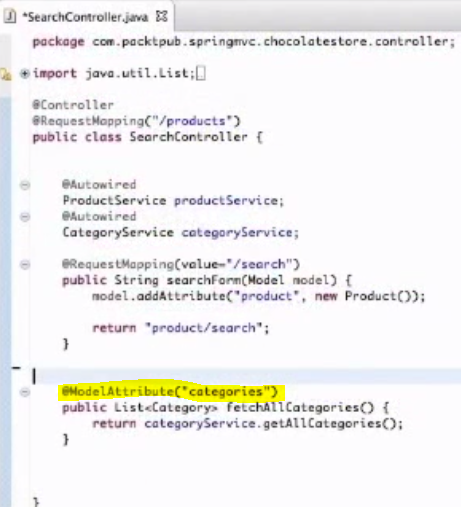 *SearchController.java
package com.packtpub.springmvc.chocolatestore.controller;
import java.util.List;
@Controller
@RequestMapping("/products")
public class SearchController {
@Autowired
ProductService productService;
@Autowired
CategoryService categoryService;
@RequestMapping(value="/search")
public String searchForm(Model model) {
model.addAttribute("product", new Product());
return "product/search";
}
@ModelAttribute("categories")
public List<Category> fetchAllCategories() {
return categoryService.getAllCategories();
}
}